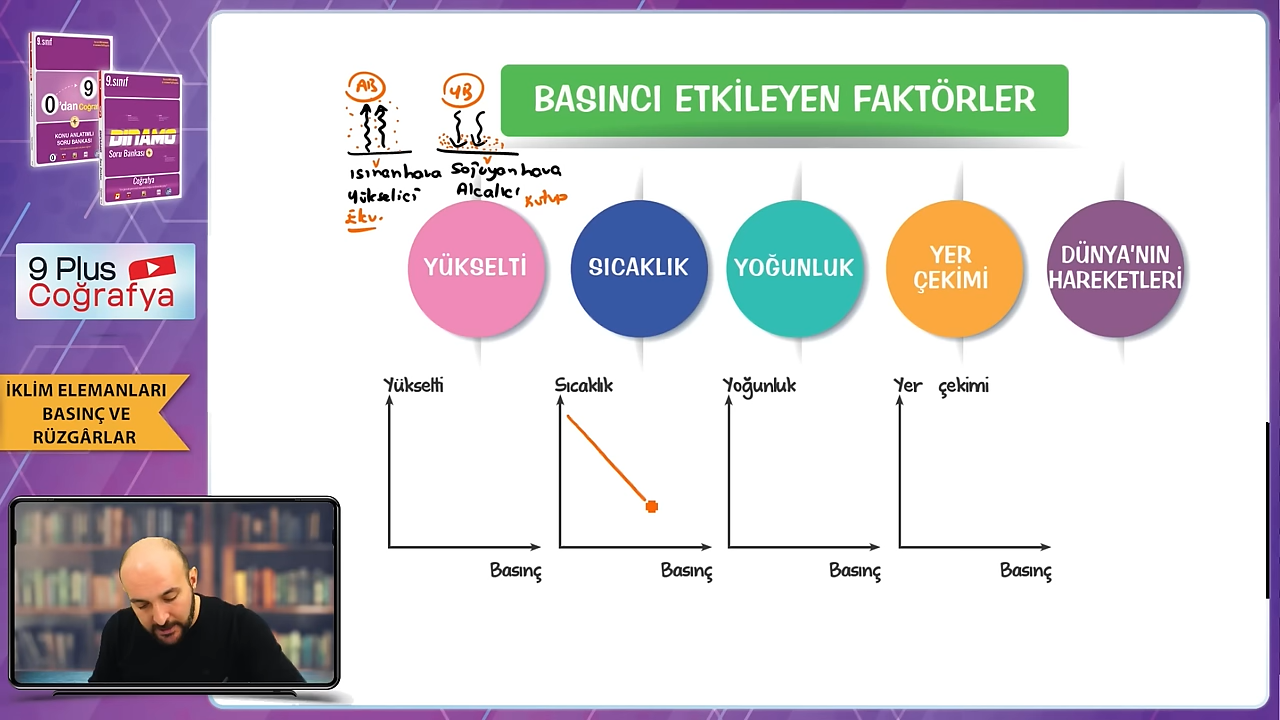 9.sınıf
0'dan 9
Coğrafya
KONU ANLATIMLI
SORU BANKASI
9.sınıf
DİNAMO
Soru Bankası
Coğrafya
9 Plus
Coğrafya
İKLİM ELEMANLARI
BASINÇ VE
RÜZGÂRLAR
AB
YB
ısınan hava
Yükselici
Ekv.
Soğuyan hava
Alçalıcı
Kutup
BASINCI ETKİLEYEN FAKTÖRLER
YÜKSELTİ
SICAKLIK
YOĞUNLUK
YER
ÇEKİMİ
DÜNYA'NIN
HAREKETLERİ
Yükselti
Basınç
Sıcaklık
Basınç
Yoğunluk
Basınç
Yer çekimi
Basınç